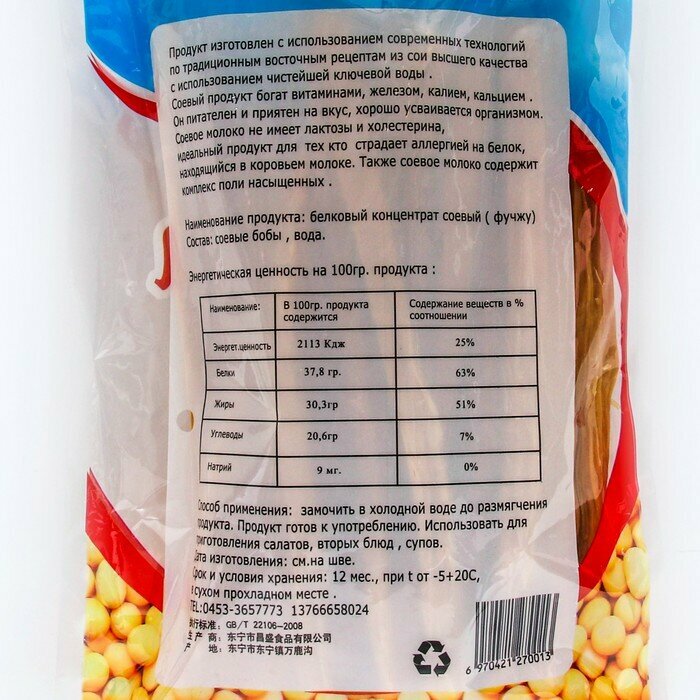 Продукт изготовлен с использованием современных технологий
по традиционным восточным рецептам из сои высшего качества
с использованием чистейшей ключевой воды .
Соевый продукт богат витаминами, железом, калием, кальцием .
Он питателен и приятен на вкус, хорошо усваивается организмом.
Соевое молоко не имеет лактозы и холестерина,
идеальный продукт для тех кто страдает аллергией на белок,
находящийся в коровьем молоке. Также соевое молоко содержит
комплекс поли насыщенных .
Наименование продукта: белковый концентрат соевый ( фучжу)
Состав: соевые бобы , вода.
Энергетическая ценность на 100гр. продукта :
Наименование: В 100гр. продукта содержится Содержание веществ в % соотношении
Энергет.ценность 2113 Кдж 25%
Белки 37,8 гр. 63%
Жиры 30,3гр 51%
Углеводы 20,6гр 7%
Натрий 9 мг. 0%
Способ применения: замочить в холодной воде до размягчения
продукта. Продукт готов к употреблению. Использовать для
приготовления салатов, вторых блюд , супов.
Дата изготовления: см.на шве.
Срок и условия хранения: 12 мес., при t от -5+20С,
в сухом прохладном месте .
TEL:0453-3657773 13766658024
执行标准: GB/T 22106-2008
生 产 商: 东宁市昌盛食品有限公司
产 地: 东宁市东宁镇万鹿沟
6 970421 270013